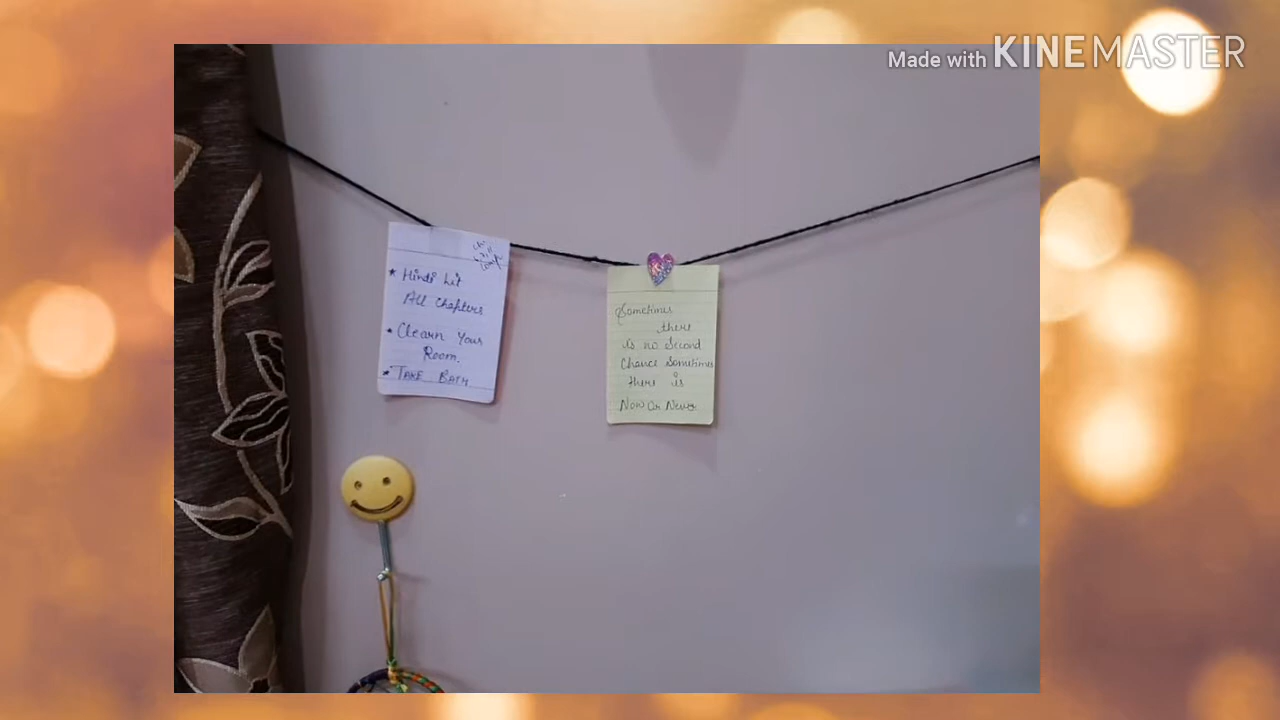 Made with KINEMASTER
* Hindi Lit
All Chapters
* Clearn Your
Room.
* TAKE BATH
Sometimes
there
is no Second
Chance Sometimes
there is
Now Or Never